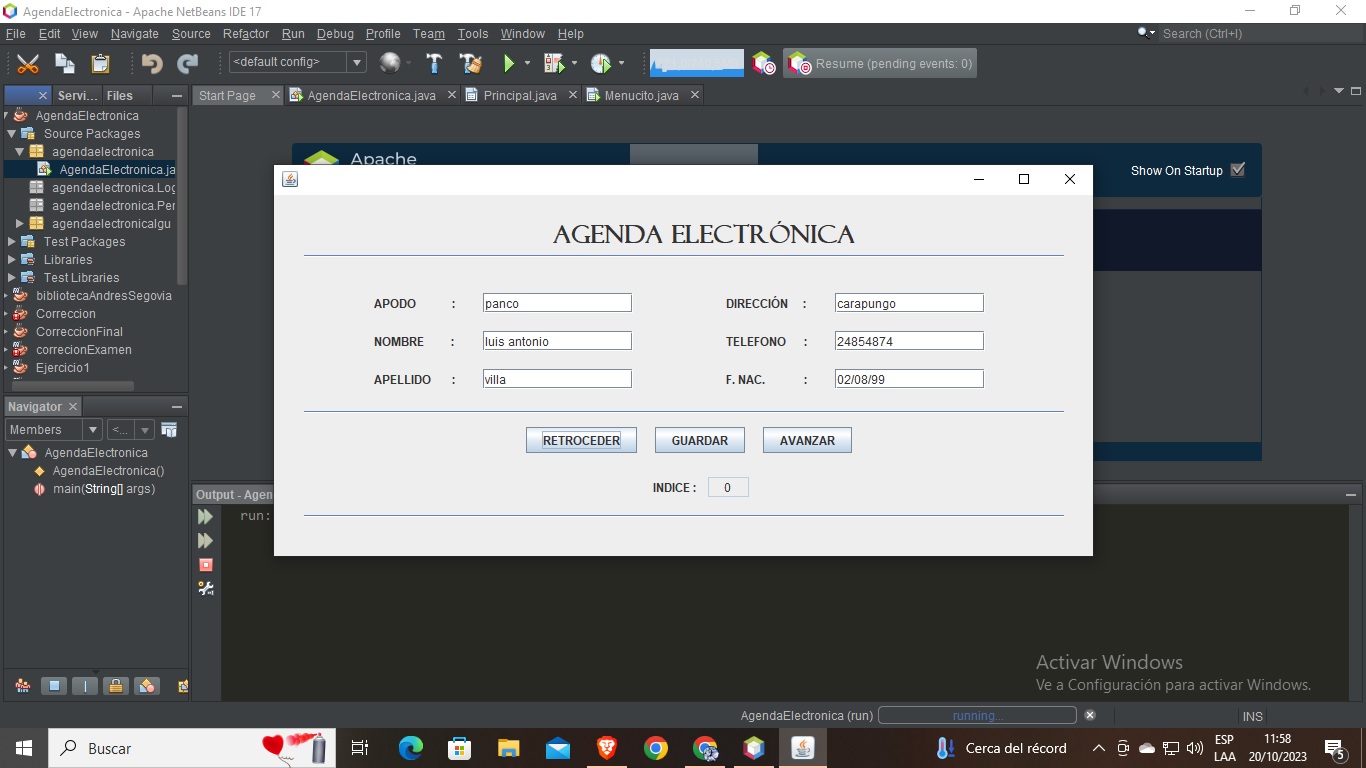 AgendaElectronica - Apache NetBeans IDE 17
File Edit View Navigate Source Refactor Run Debug Profile Team Tools Window Help
Search (Ctrl+I)
<default config>
Resume (pending events: 0)
Servi... Files
Start Page AgendaElectronica.java Principal.java Menucito.java
AgendaElectronica
Source Packages
agendaelectronica
AgendaElectronica.ja
agendaelectronica.Log
agendaelectronica.Per
agendaelectronicaIgu
Test Packages
Libraries
Test Libraries
bibliotecaAndresSegovia
Correccion
CorreccionFinal
correcionExamen
Ejercicio1
Apache
Show On Startup
AGENDA ELECTRÓNICA
APODO : panco
DIRECCIÓN : carapungo
NOMBRE : luis antonio
TELEFONO : 24854874
APELLIDO : villa
F. NAC. : 02/08/99
RETROCEDER GUARDAR AVANZAR
INDICE : 0
Navigator
Members <...
AgendaElectronica
AgendaElectronica()
main(String[] args)
Output - Agen
run:
Activar Windows
Ve a Configuración para activar Windows.
AgendaElectronica (run) running... INS
Buscar
Cerca del récord
ESP
LAA
11:58
20/10/2023
5